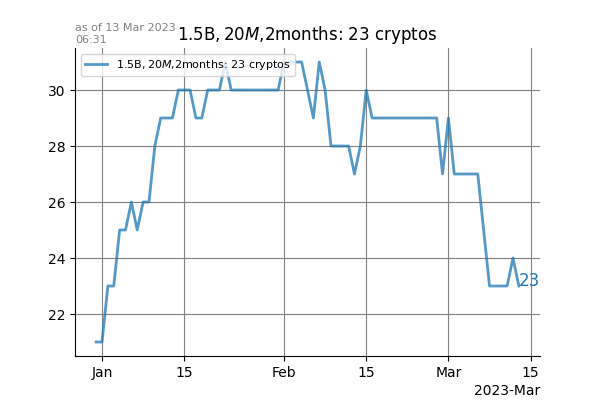 as of 13 Mar 2023
06:31
1.5B, 20M,2months: 23 cryptos
1.5B, 20M,2months: 23 cryptos
30
28
26
24
22
23
Jan
15
Feb
15
Mar
15
2023-Mar